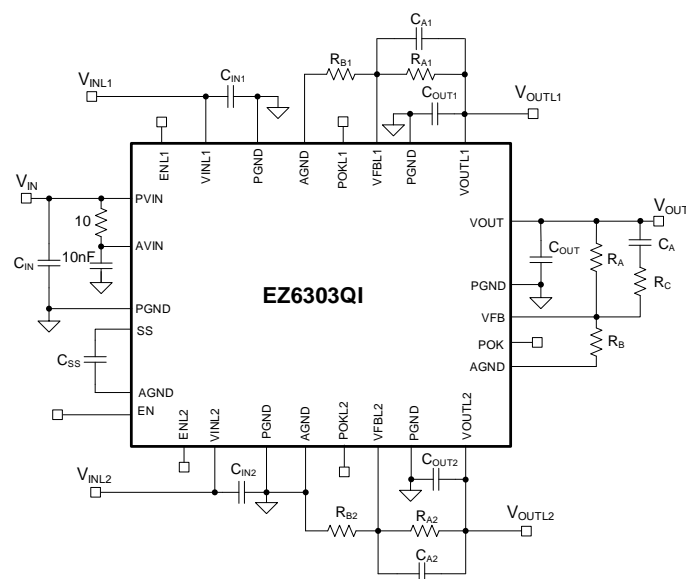 CA1
RB1
RA1
VINL1
CIN1
COUT1
VOUTL1
ENL1
VINL1
PGND
AGND
POKL1
VFBL1
PGND
VOUTL1
VIN
PVIN
10
AVIN
10nF
CIN
PGND
SS
CSS
AGND
EN
EZ6303QI
VOUT
VOUT
COUT
RA
CA
RC
PGND
VFB
RB
POK
AGND
ENL2
VINL2
PGND
AGND
POKL2
VFBL2
PGND
VOUTL2
VINL2
CIN2
COUT2
RB2
RA2
VOUTL2
CA2